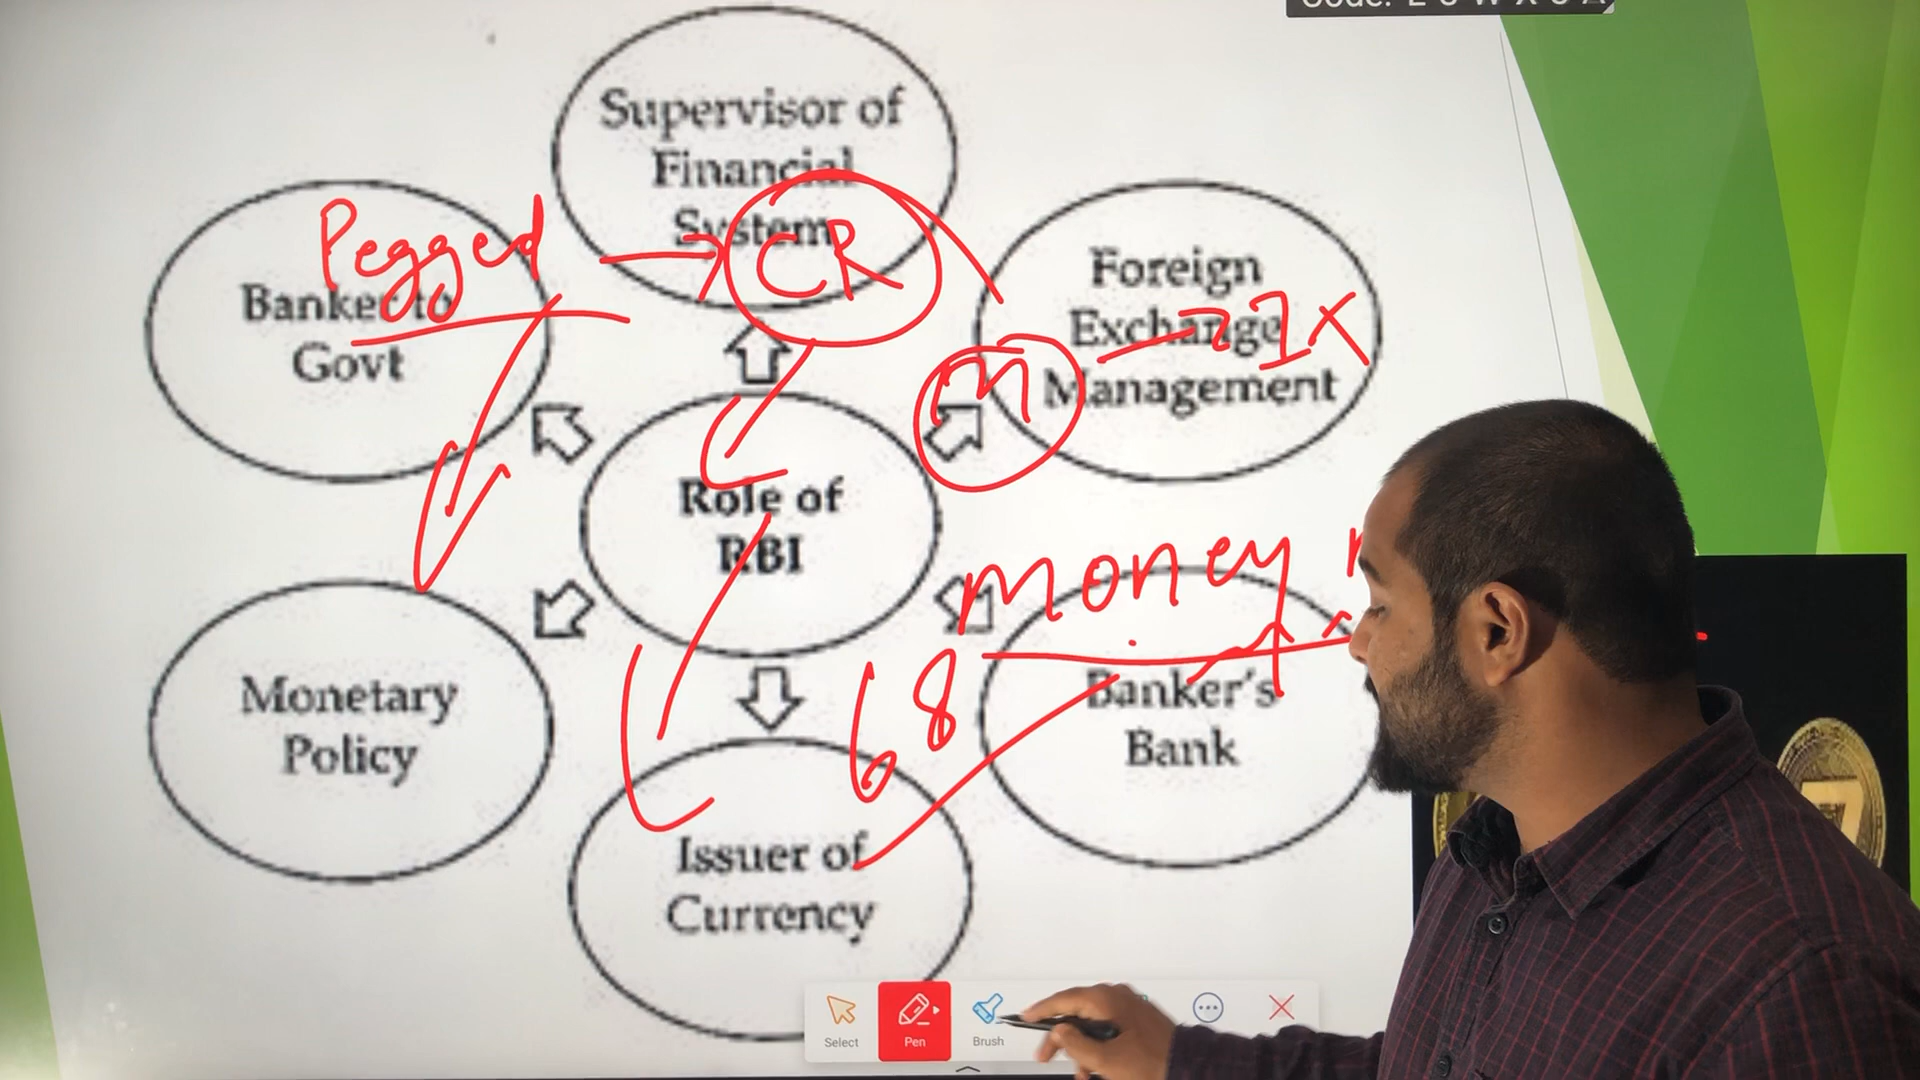 Supervisor of
Financial
System
Pegged
CR
Banker to
Govt
Foreign
Exchange
Management
IX
M
Role of
RBI
money
68
Monetary
Policy
Banker's
Bank
Issuer of
Currency
Select
Pen
Brush